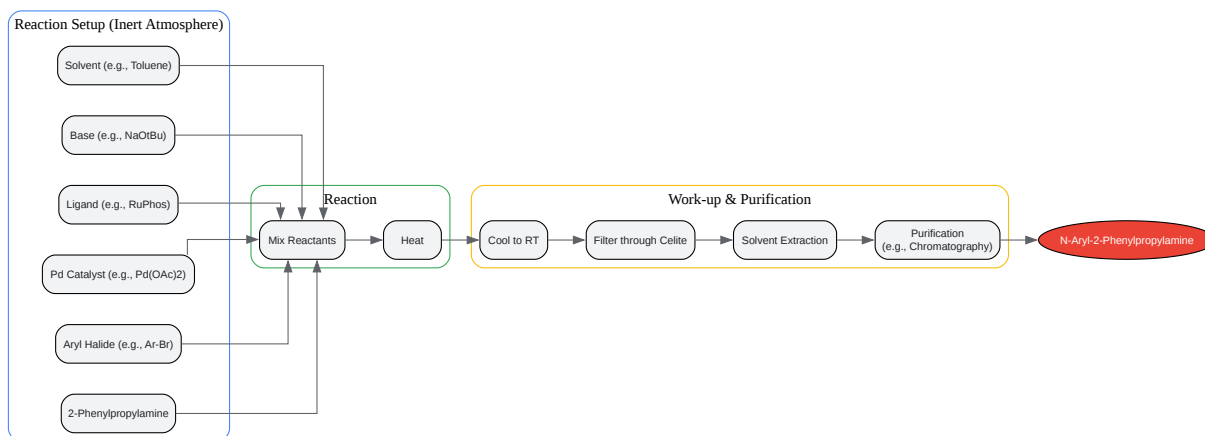 Reaction Setup (Inert Atmosphere)
Solvent (e.g., Toluene)
Base (e.g., NaOtBu)
Ligand (e.g., RuPhos)
Pd Catalyst (e.g., Pd(OAc)2)
Aryl Halide (e.g., Ar-Br)
2-Phenylpropylamine
Reaction
Mix Reactants
Heat
Work-up & Purification
Cool to RT
Filter through Celite
Solvent Extraction
Purification
(e.g., Chromatography)
N-Aryl-2-Phenylpropylamine